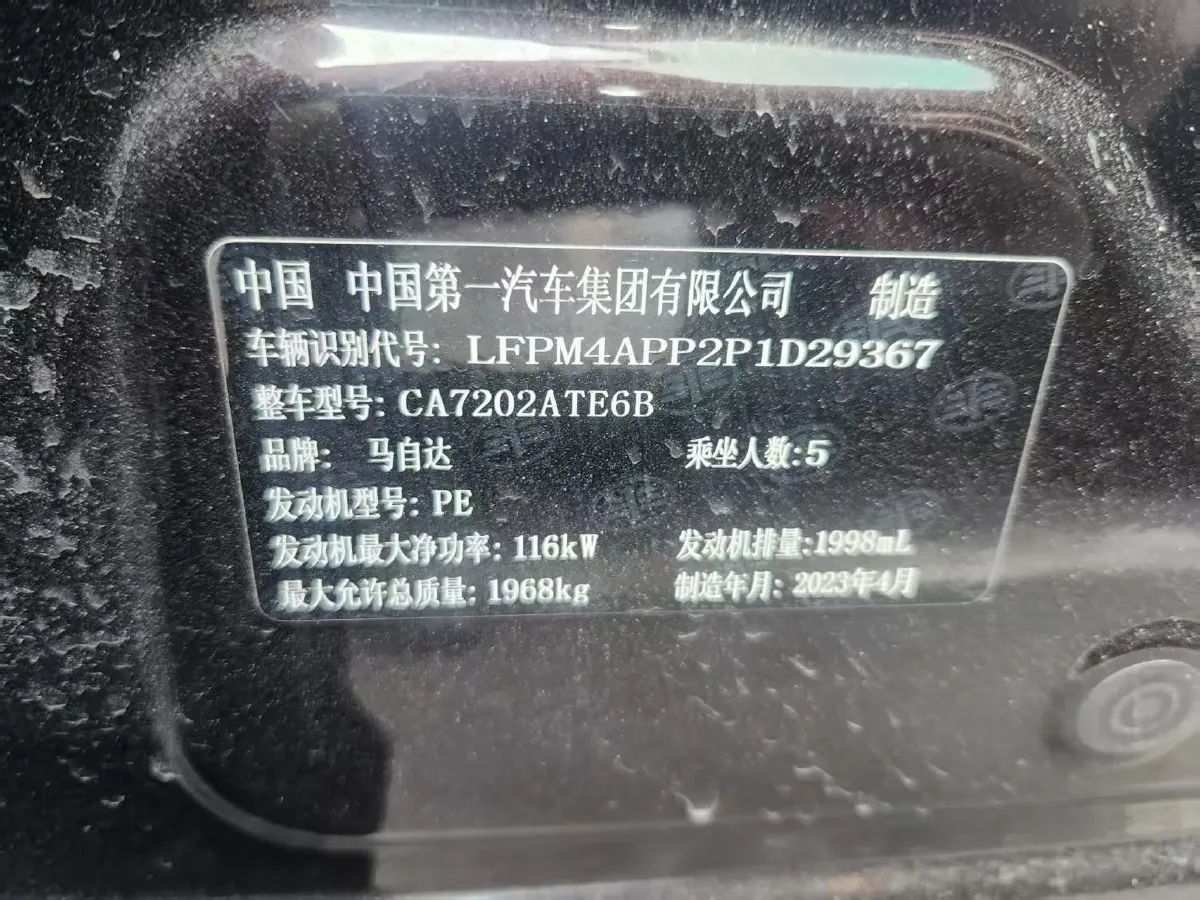 中国 中国第一汽车集团有限公司 制造
车辆识别代号: LFPM4APP2P1D29367
整车型号: CA7202ATE6B
品牌: 马自达 乘坐人数:5
发动机型号: PE
发动机最大净功率: 116kW 发动机排量:1998mL
最大允许总质量: 1968kg 制造年月: 2023年4月